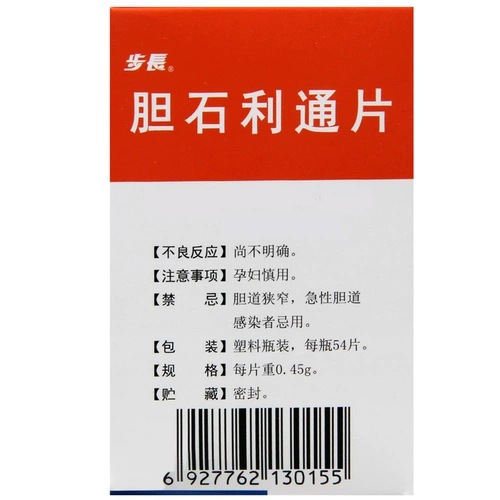 步長®
胆石利通片
【不良反应】尚不明确。
【注意事项】孕妇慎用。
【禁　　忌】胆道狭窄，急性胆道
感染者忌用。
【包　　装】塑料瓶装，每瓶54片。
【规　　格】每片重0.45g。
【贮　　藏】密封。
6 927762 130155